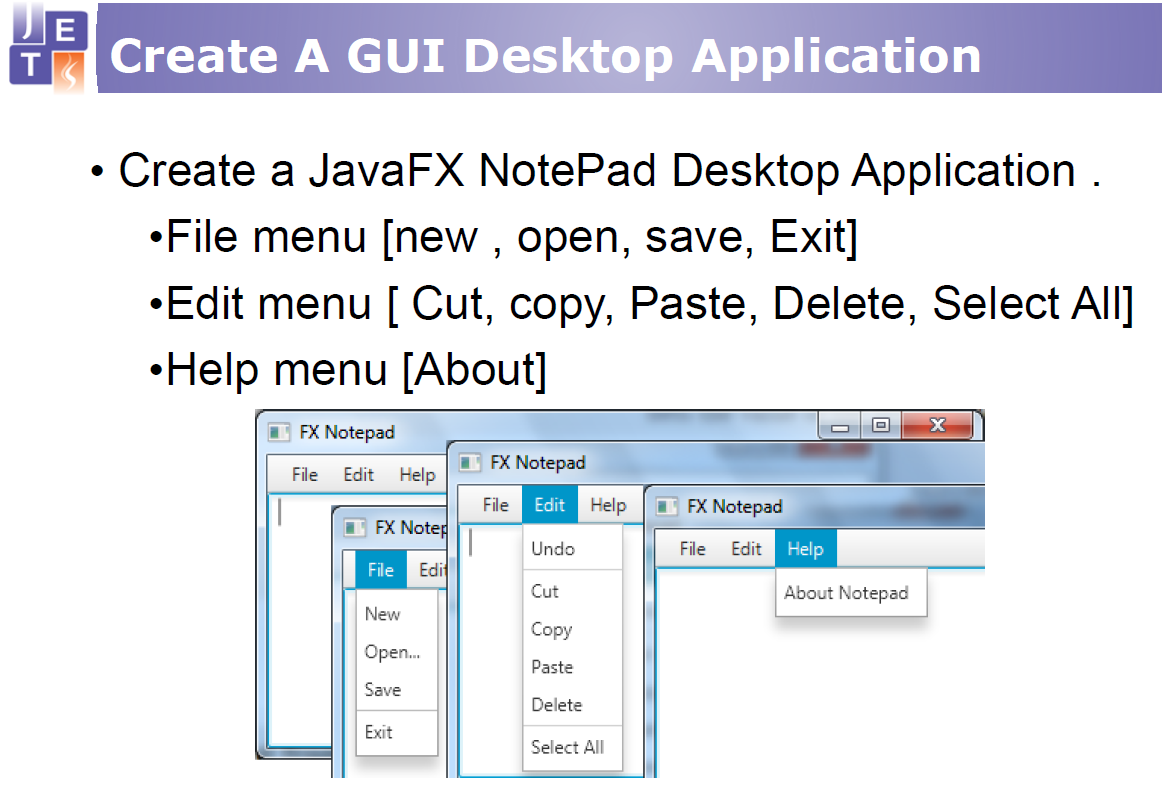 J E
T
Create A GUI Desktop Application
• Create a JavaFX NotePad Desktop Application .
•File menu [new , open, save, Exit]
•Edit menu [ Cut, copy, Paste, Delete, Select All]
•Help menu [About]
FX Notepad
File Edit Help
FX Notep
File Edit
New
Open...
Save
Exit
FX Notepad
File Edit Help
Undo
Cut
Copy
Paste
Delete
Select All
FX Notepad
File Edit Help
About Notepad